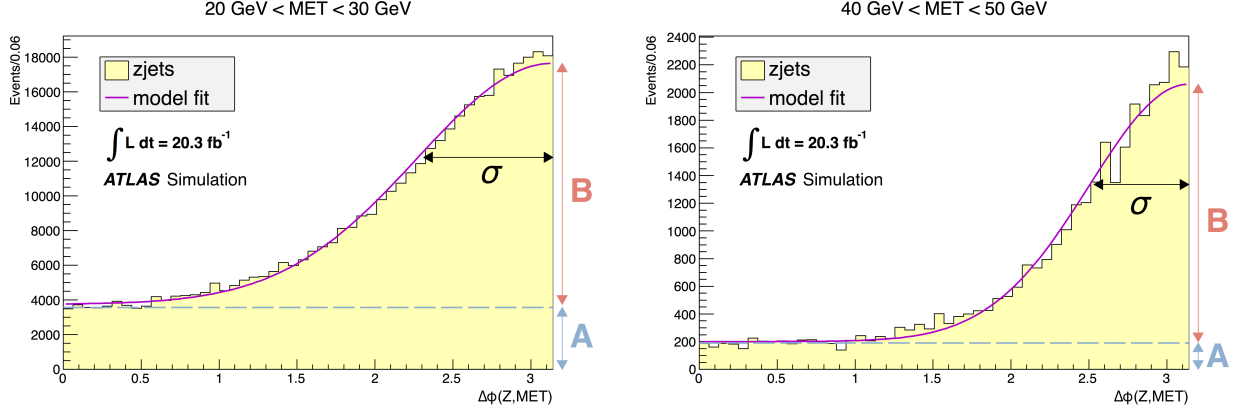 20 GeV < MET < 30 GeV
Events/0.06
18000
16000
14000
12000
10000
8000
6000
4000
2000
0
zjets
model fit
∫ L dt = 20.3 fb⁻¹
ATLAS Simulation
σ
B
A
0 0.5 1 1.5 2 2.5 3
Δϕ(Z,MET)
40 GeV < MET < 50 GeV
Events/0.06
2400
2200
2000
1800
1600
1400
1200
1000
800
600
400
200
0
zjets
model fit
∫ L dt = 20.3 fb⁻¹
ATLAS Simulation
σ
B
A
0 0.5 1 1.5 2 2.5 3
Δϕ(Z,MET)